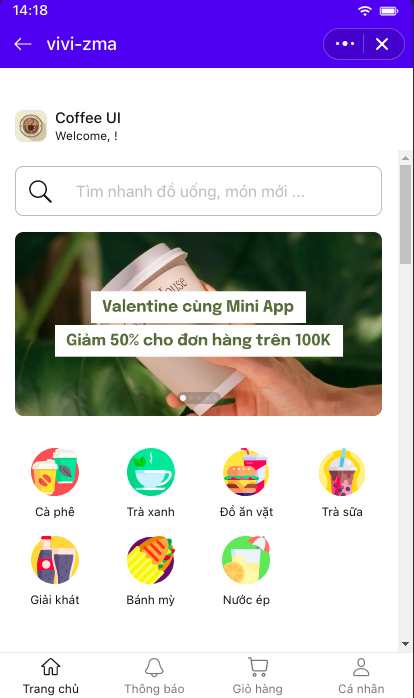 14:18
vivi-zma
Coffee UI
Welcome, !
Tìm nhanh đồ uống, món mới ...
House
Valentine cùng Mini App
Giảm 50% cho đơn hàng trên 100K
Cà phê
Trà xanh
Đồ ăn vặt
Trà sữa
Giải khát
Bánh mỳ
Nước ép
Trang chủ
Thông báo
Giỏ hàng
Cá nhân